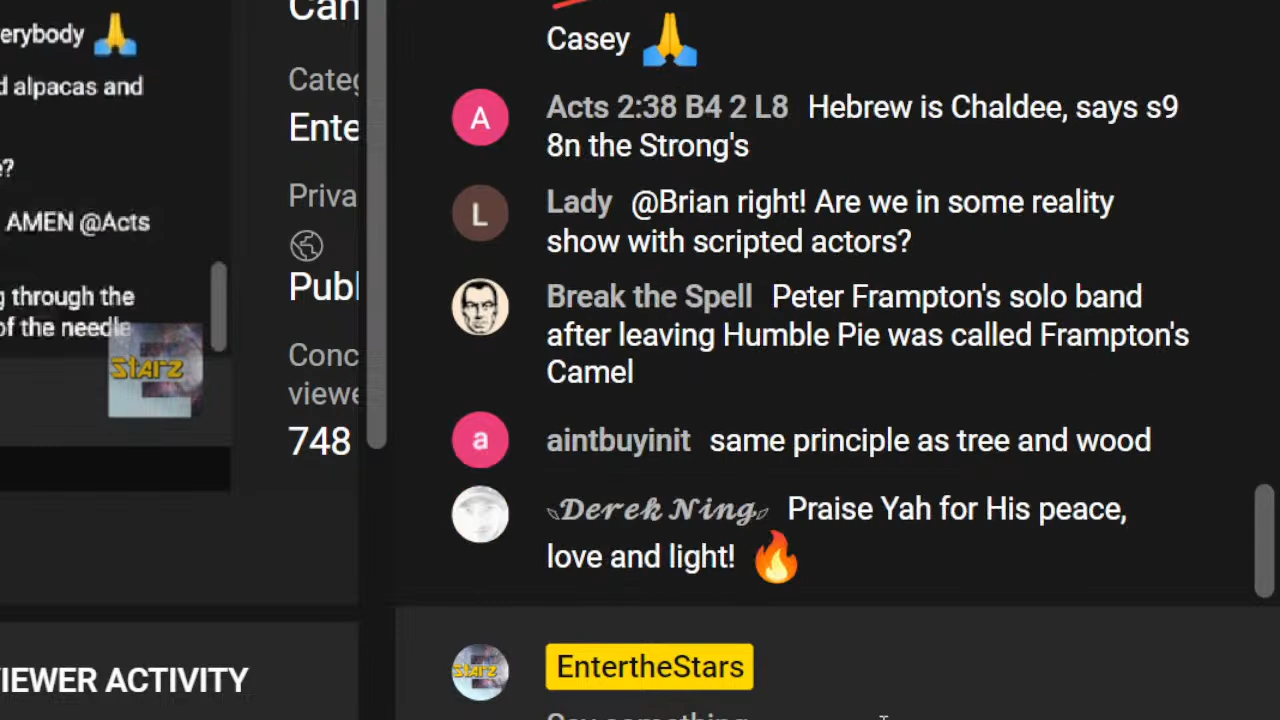 erybody 🙏
d alpacas and
e?
AMEN @Acts
g through the
of the needle
Starz
E
Can
Categ
Ente
Priva
Publ
Conc
viewe
748
IEWER ACTIVITY
Casey 🙏
A
Acts 2:38 B4 2 L8 Hebrew is Chaldee, says s9
8n the Strong's
L
Lady @Brian right! Are we in some reality
show with scripted actors?
Break the Spell Peter Frampton's solo band
after leaving Humble Pie was called Frampton's
Camel
a
aintbuyinit same principle as tree and wood
𝓓𝓮𝓻𝓮𝓴 𝓝𝓲𝓷𝓰 Praise Yah for His peace,
love and light! 🔥
Starz
EntertheStars
Say something